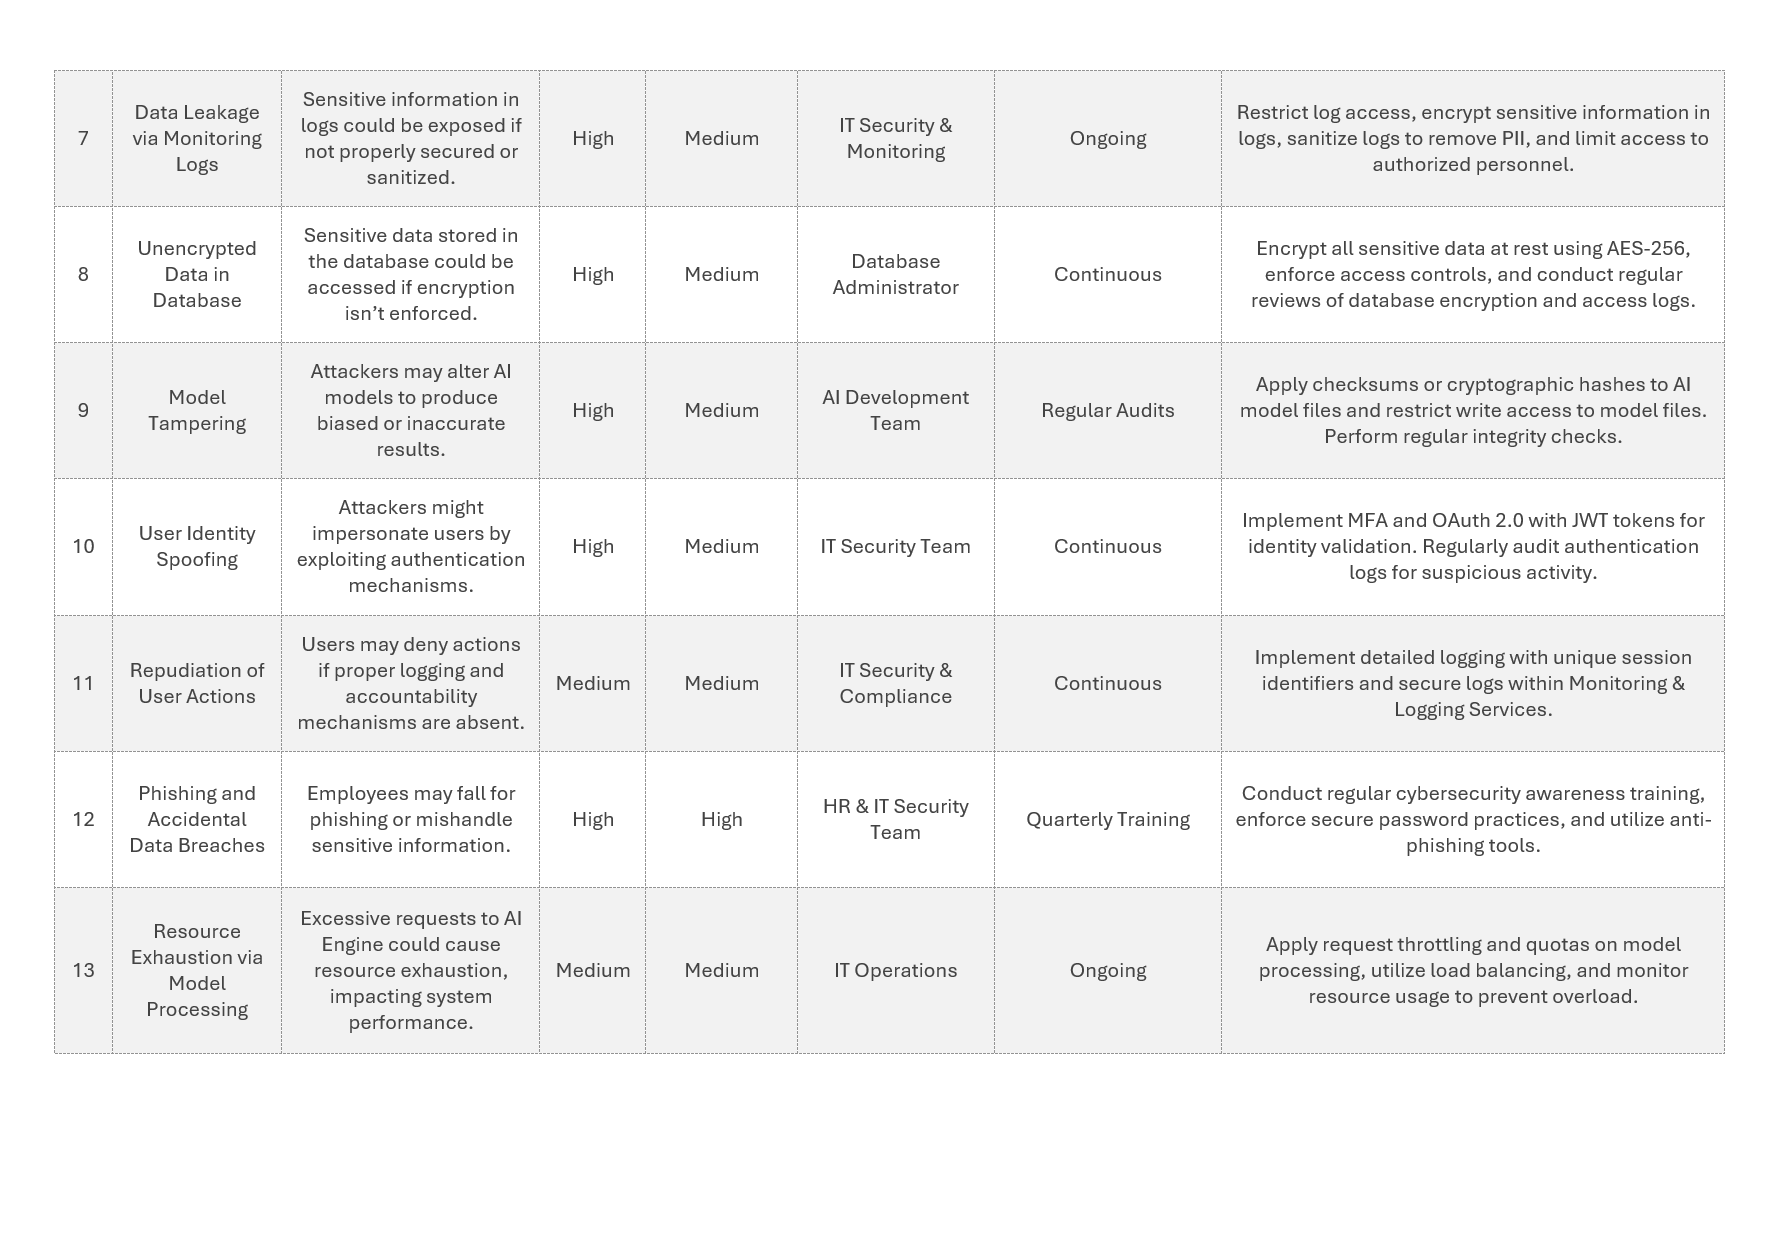 7
Data Leakage
via Monitoring
Logs
Sensitive information in
logs could be exposed if
not properly secured or
sanitized.
High
Medium
IT Security &
Monitoring
Ongoing
Restrict log access, encrypt sensitive information in
logs, sanitize logs to remove PII, and limit access to
authorized personnel.
8
Unencrypted
Data in
Database
Sensitive data stored in
the database could be
accessed if encryption
isn’t enforced.
High
Medium
Database
Administrator
Continuous
Encrypt all sensitive data at rest using AES-256,
enforce access controls, and conduct regular
reviews of database encryption and access logs.
9
Model
Tampering
Attackers may alter AI
models to produce
biased or inaccurate
results.
High
Medium
AI Development
Team
Regular Audits
Apply checksums or cryptographic hashes to AI
model files and restrict write access to model files.
Perform regular integrity checks.
10
User Identity
Spoofing
Attackers might
impersonate users by
exploiting authentication
mechanisms.
High
Medium
IT Security Team
Continuous
Implement MFA and OAuth 2.0 with JWT tokens for
identity validation. Regularly audit authentication
logs for suspicious activity.
11
Repudiation of
User Actions
Users may deny actions
if proper logging and
accountability
mechanisms are absent.
Medium
Medium
IT Security &
Compliance
Continuous
Implement detailed logging with unique session
identifiers and secure logs within Monitoring &
Logging Services.
12
Phishing and
Accidental
Data Breaches
Employees may fall for
phishing or mishandle
sensitive information.
High
High
HR & IT Security
Team
Quarterly Training
Conduct regular cybersecurity awareness training,
enforce secure password practices, and utilize anti-
phishing tools.
13
Resource
Exhaustion via
Model
Processing
Excessive requests to AI
Engine could cause
resource exhaustion,
impacting system
performance.
Medium
Medium
IT Operations
Ongoing
Apply request throttling and quotas on model
processing, utilize load balancing, and monitor
resource usage to prevent overload.